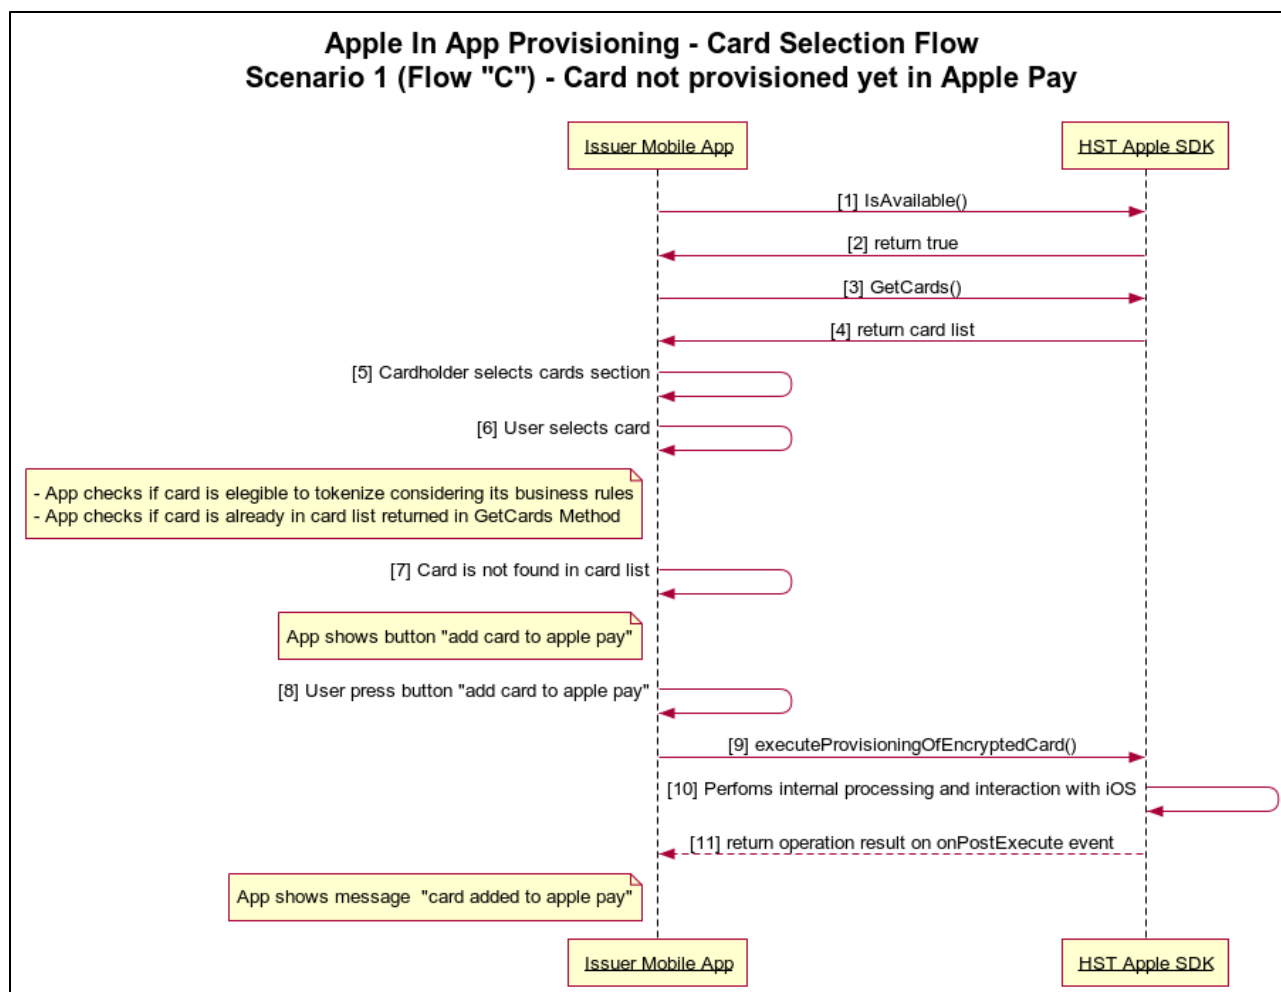 Apple In App Provisioning - Card Selection Flow
Scenario 1 (Flow "C") - Card not provisioned yet in Apple Pay
Issuer Mobile App
HST Apple SDK
[1] IsAvailable()
[2] return true
[3] GetCards()
[4] return card list
[5] Cardholder selects cards section
[6] User selects card
- App checks if card is elegible to tokenize considering its business rules
- App checks if card is already in card list returned in GetCards Method
[7] Card is not found in card list
App shows button "add card to apple pay"
[8] User press button "add card to apple pay"
[9] executeProvisioningOfEncryptedCard()
[10] Perfoms internal processing and interaction with iOS
[11] return operation result on onPostExecute event
App shows message  "card added to apple pay"
Issuer Mobile App
HST Apple SDK